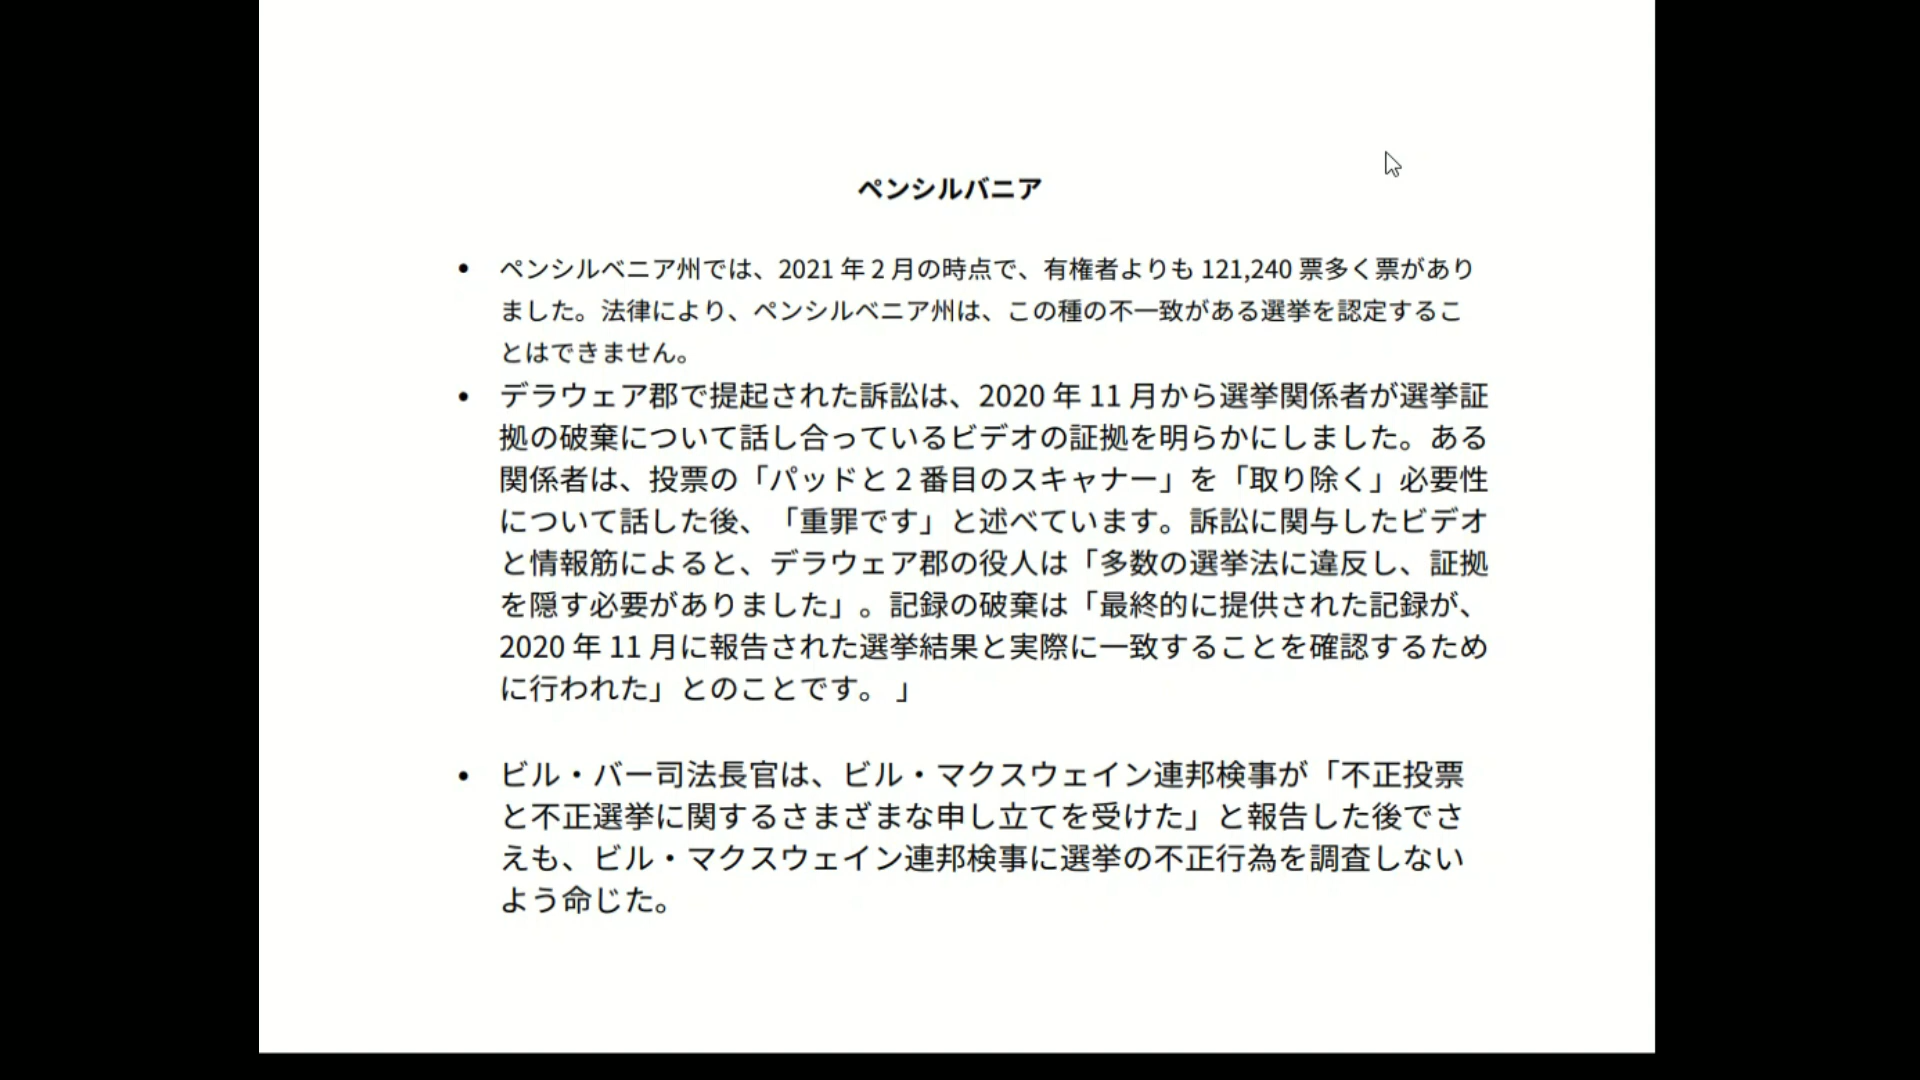 ペンシルバニア
• ペンシルベニア州では、2021 年 2 月の時点で、有権者よりも 121,240 票多く票があり
ました。法律により、ペンシルベニア州は、この種の不一致がある選挙を認定するこ
とはできません。
• デラウェア郡で提起された訴訟は、2020 年 11 月から選挙関係者が選挙証
拠の破棄について話し合っているビデオの証拠を明らかにしました。ある
関係者は、投票の「パッドと 2 番目のスキャナー」を「取り除く」必要性
について話した後、「重罪です」と述べています。訴訟に関与したビデオ
と情報筋によると、デラウェア郡の役人は「多数の選挙法に違反し、証拠
を隠す必要がありました」。記録の破棄は「最終的に提供された記録が、
2020 年 11 月に報告された選挙結果と実際に一致することを確認するため
に行われた」とのことです。 」
• ビル・バー司法長官は、ビル・マクスウェイン連邦検事が「不正投票
と不正選挙に関するさまざまな申し立てを受けた」と報告した後でさ
えも、ビル・マクスウェイン連邦検事に選挙の不正行為を調査しない
よう命じた。